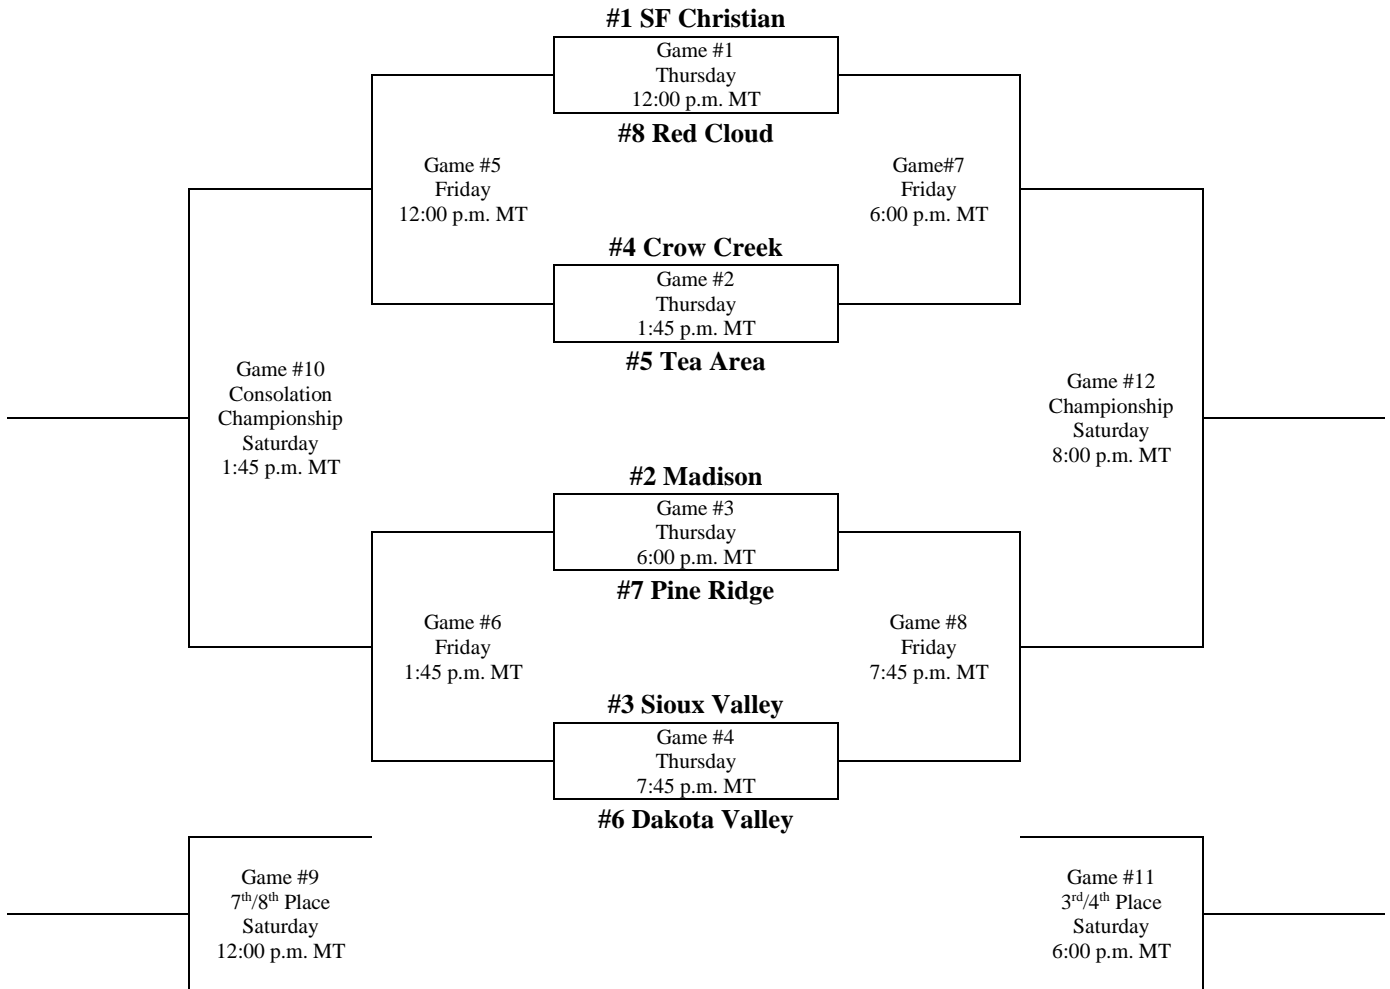 #1 SF Christian
Game #1
Thursday
12:00 p.m. MT
#8 Red Cloud
Game #5
Friday
12:00 p.m. MT
Game#7
Friday
6:00 p.m. MT
#4 Crow Creek
Game #2
Thursday
1:45 p.m. MT
#5 Tea Area
Game #10
Consolation
Championship
Saturday
1:45 p.m. MT
Game #12
Championship
Saturday
8:00 p.m. MT
#2 Madison
Game #3
Thursday
6:00 p.m. MT
#7 Pine Ridge
Game #6
Friday
1:45 p.m. MT
Game #8
Friday
7:45 p.m. MT
#3 Sioux Valley
Game #4
Thursday
7:45 p.m. MT
#6 Dakota Valley
Game #9
7th/8th Place
Saturday
12:00 p.m. MT
Game #11
3rd/4th Place
Saturday
6:00 p.m. MT